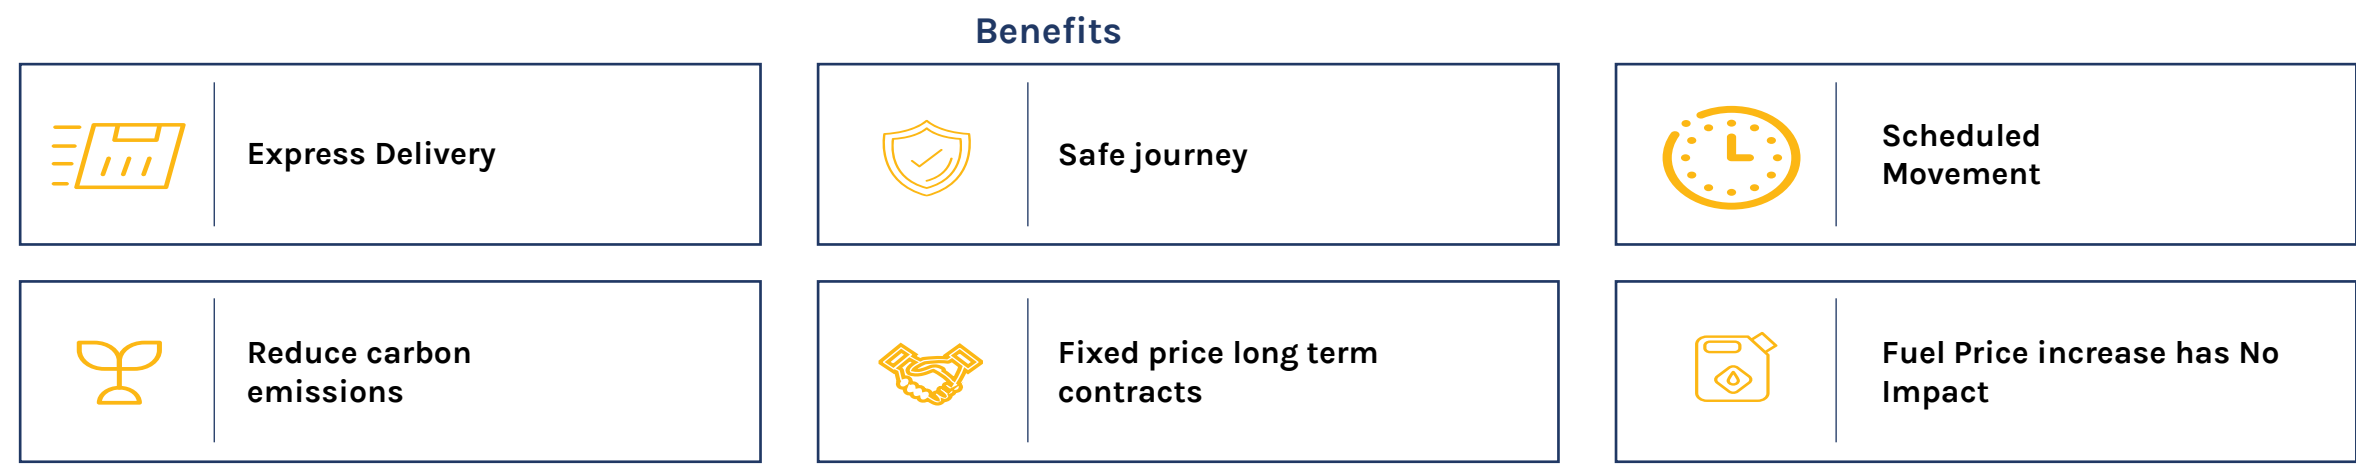 Benefits
Express Delivery
Safe journey
Scheduled
Movement
Reduce carbon
emissions
Fixed price long term
contracts
Fuel Price increase has No
Impact